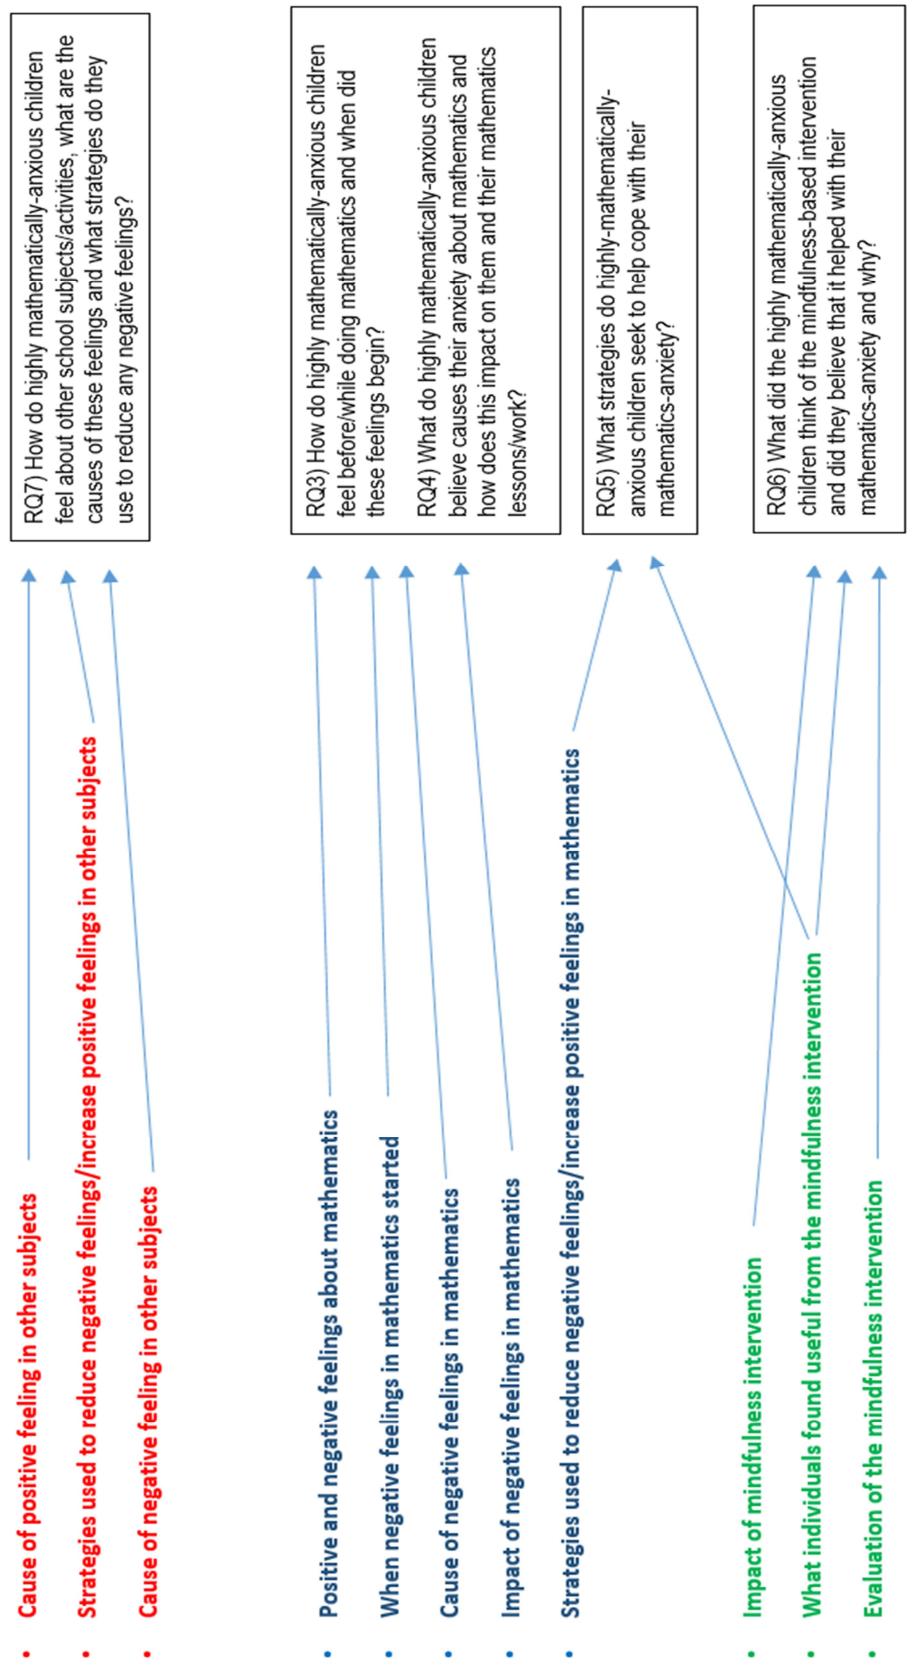 • Cause of positive feeling in other subjects
• Strategies used to reduce negative feelings/increase positive feelings in other subjects
• Cause of negative feeling in other subjects
• Positive and negative feelings about mathematics
• When negative feelings in mathematics started
• Cause of negative feelings in mathematics
• Impact of negative feelings in mathematics
• Strategies used to reduce negative feelings/increase positive feelings in mathematics
• Impact of mindfulness intervention
• What individuals found useful from the mindfulness intervention
• Evaluation of the mindfulness intervention
RQ7) How do highly mathematically-anxious children
feel about other school subjects/activities, what are the
causes of these feelings and what strategies do they
use to reduce any negative feelings?
RQ3) How do highly mathematically-anxious children
feel before/while doing mathematics and when did
these feelings begin?
RQ4) What do highly mathematically-anxious children
believe causes their anxiety about mathematics and
how does this impact on them and their mathematics
lessons/work?
RQ5) What strategies do highly-mathematically-
anxious children seek to help cope with their
mathematics-anxiety?
RQ6) What did the highly mathematically-anxious
children think of the mindfulness-based intervention
and did they believe that it helped with their
mathematics-anxiety and why?